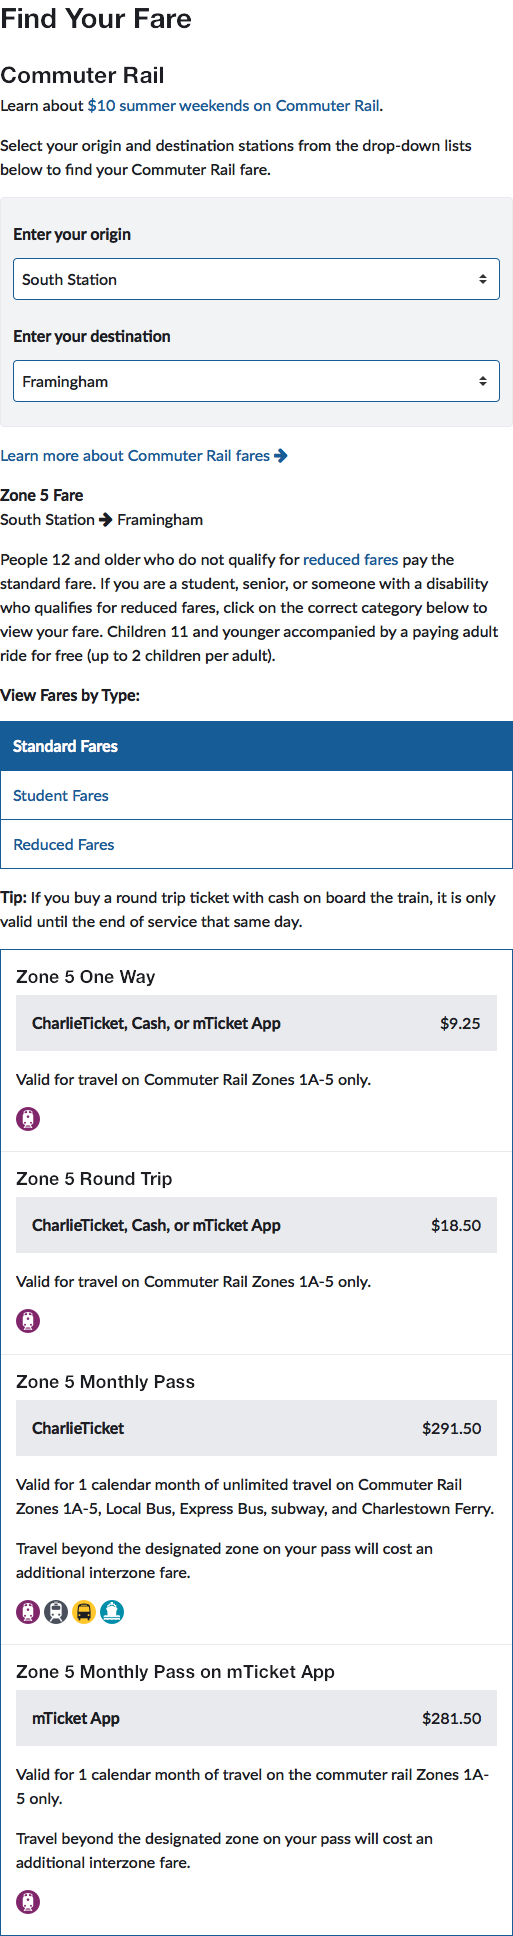 Find Your Fare
Commuter Rail
Learn about $10 summer weekends on Commuter Rail.
Select your origin and destination stations from the drop-down lists
below to find your Commuter Rail fare.
Enter your origin
South Station
Enter your destination
Framingham
Learn more about Commuter Rail fares
Zone 5 Fare
South Station → Framingham
People 12 and older who do not qualify for reduced fares pay the
standard fare. If you are a student, senior, or someone with a disability
who qualifies for reduced fares, click on the correct category below to
view your fare. Children 11 and younger accompanied by a paying adult
ride for free (up to 2 children per adult).
View Fares by Type:
Standard Fares
Student Fares
Reduced Fares
Tip: If you buy a round trip ticket with cash on board the train, it is only
valid until the end of service that same day.
Zone 5 One Way
CharlieTicket, Cash, or mTicket App $9.25
Valid for travel on Commuter Rail Zones 1A-5 only.
Zone 5 Round Trip
CharlieTicket, Cash, or mTicket App $18.50
Valid for travel on Commuter Rail Zones 1A-5 only.
Zone 5 Monthly Pass
CharlieTicket $291.50
Valid for 1 calendar month of unlimited travel on Commuter Rail
Zones 1A-5, Local Bus, Express Bus, subway, and Charlestown Ferry.
Travel beyond the designated zone on your pass will cost an
additional interzone fare.
Zone 5 Monthly Pass on mTicket App
mTicket App $281.50
Valid for 1 calendar month of travel on the commuter rail Zones 1A-
5 only.
Travel beyond the designated zone on your pass will cost an
additional interzone fare.